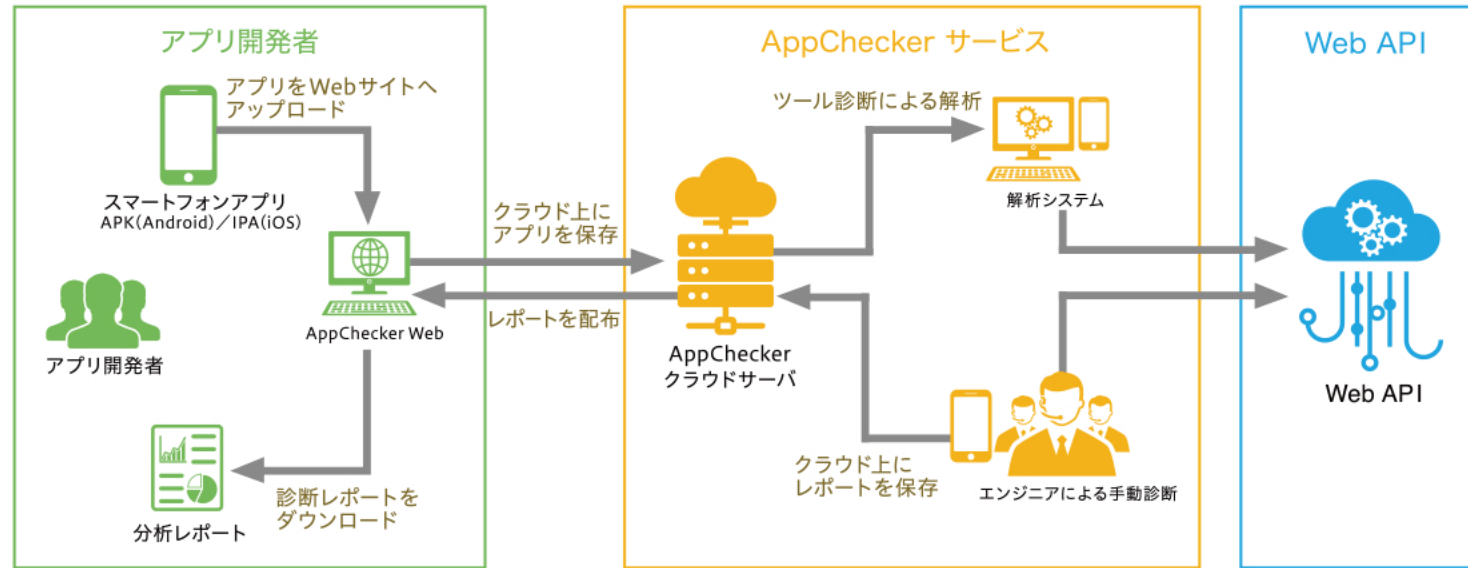 アプリ開発者
アプリをWebサイトへ
アップロード
スマートフォンアプリ
APK(Android)／IPA(iOS)
AppChecker Web
アプリ開発者
分析レポート
診断レポートを
ダウンロード
クラウド上に
アプリを保存
レポートを配布
AppChecker サービス
ツール診断による解析
解析システム
AppChecker
クラウドサーバ
クラウド上に
レポートを保存
エンジニアによる手動診断
Web API
Web API